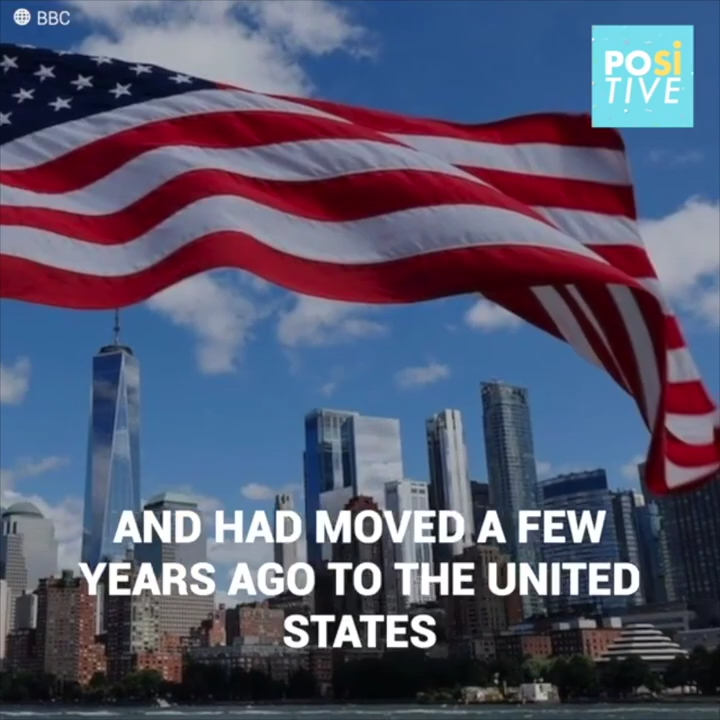 BBC
POSi
TIVE
AND HAD MOVED A FEW
YEARS AGO TO THE UNITED
STATES